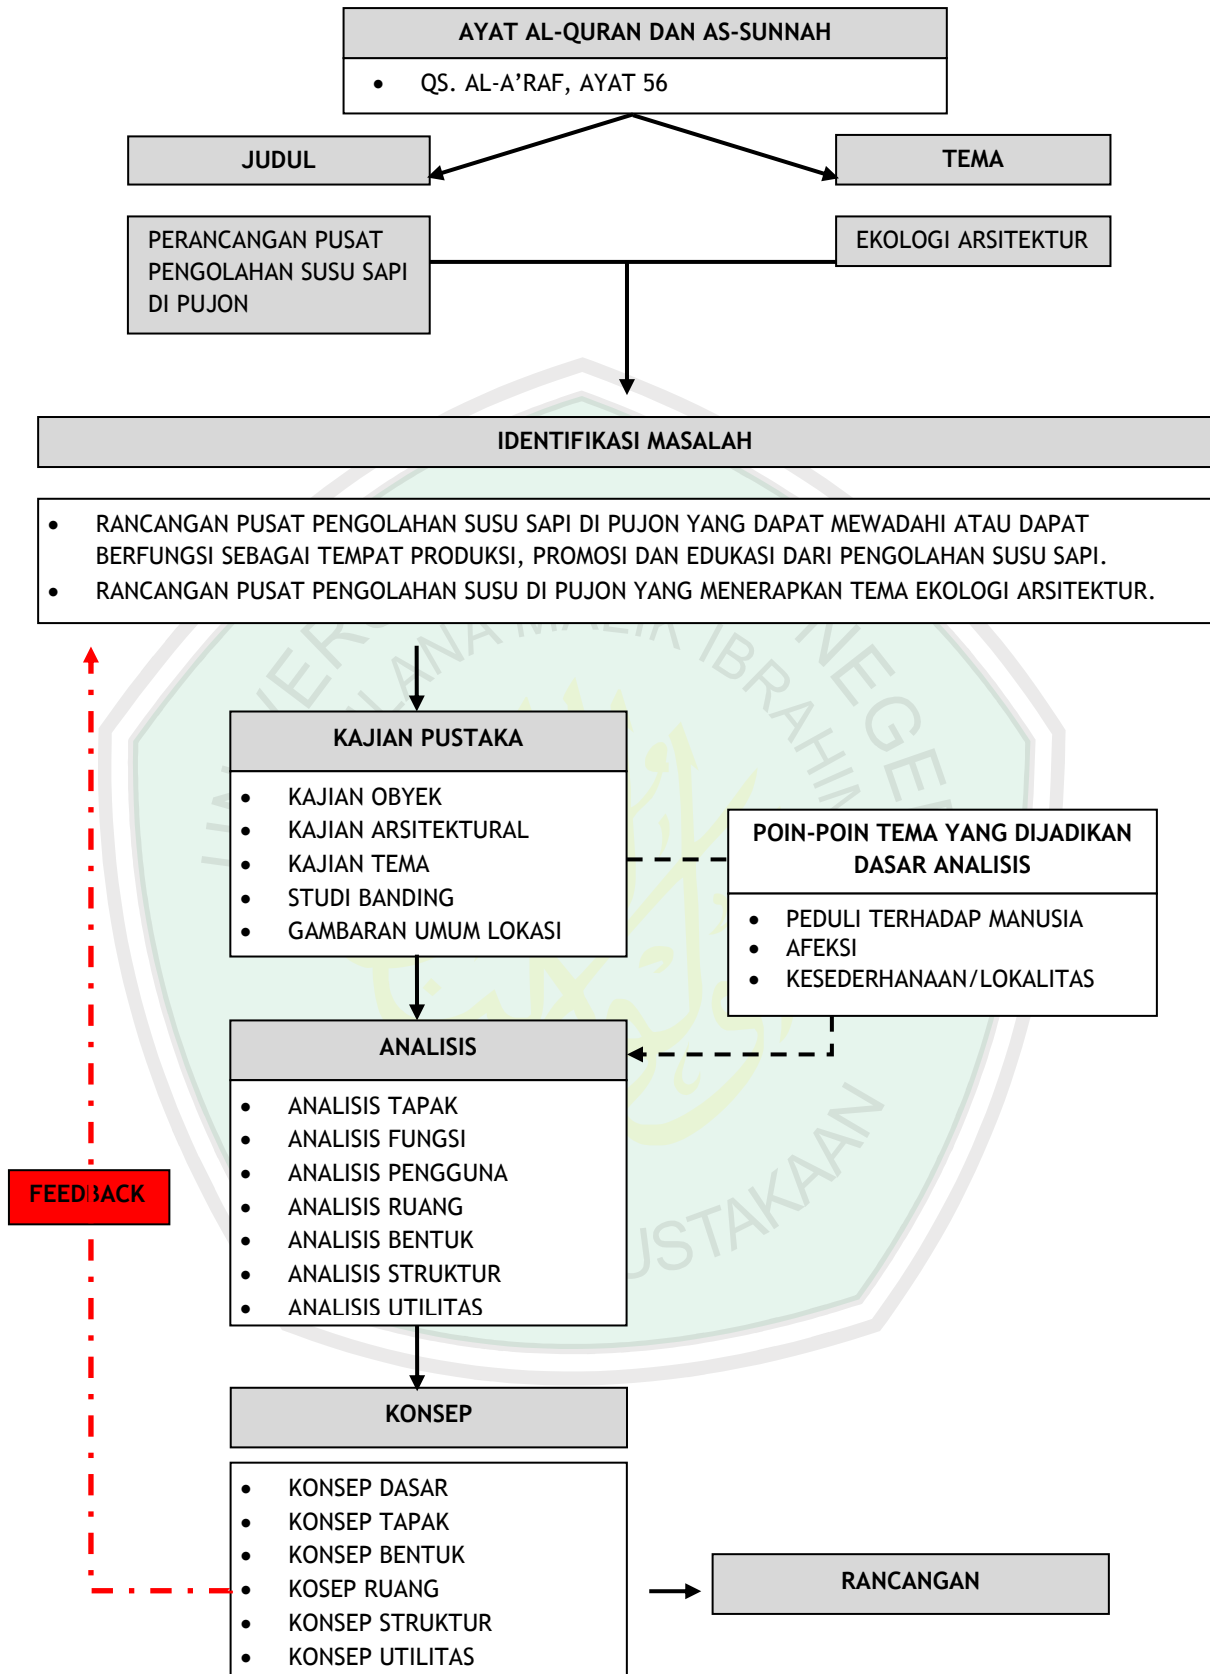 AYAT AL-QURAN DAN AS-SUNNAH
• QS. AL-A’RAF, AYAT 56
JUDUL
TEMA
PERANCANGAN PUSAT
PENGOLAHAN SUSU SAPI
DI PUJON
EKOLOGI ARSITEKTUR
IDENTIFIKASI MASALAH
• RANCANGAN PUSAT PENGOLAHAN SUSU SAPI DI PUJON YANG DAPAT MEWADAHI ATAU DAPAT
BERFUNGSI SEBAGAI TEMPAT PRODUKSI, PROMOSI DAN EDUKASI DARI PENGOLAHAN SUSU SAPI.
• RANCANGAN PUSAT PENGOLAHAN SUSU DI PUJON YANG MENERAPKAN TEMA EKOLOGI ARSITEKTUR.
KAJIAN PUSTAKA
• KAJIAN OBYEK
• KAJIAN ARSITEKTURAL
• KAJIAN TEMA
• STUDI BANDING
• GAMBARAN UMUM LOKASI
POIN-POIN TEMA YANG DIJADIKAN
DASAR ANALISIS
• PEDULI TERHADAP MANUSIA
• AFEKSI
• KESEDERHANAAN/LOKALITAS
ANALISIS
• ANALISIS TAPAK
• ANALISIS FUNGSI
• ANALISIS PENGGUNA
• ANALISIS RUANG
• ANALISIS BENTUK
• ANALISIS STRUKTUR
• ANALISIS UTILITAS
FEEDBACK
KONSEP
• KONSEP DASAR
• KONSEP TAPAK
• KONSEP BENTUK
• KOSEP RUANG
• KONSEP STRUKTUR
• KONSEP UTILITAS
RANCANGAN
MALIK IBRAHIM